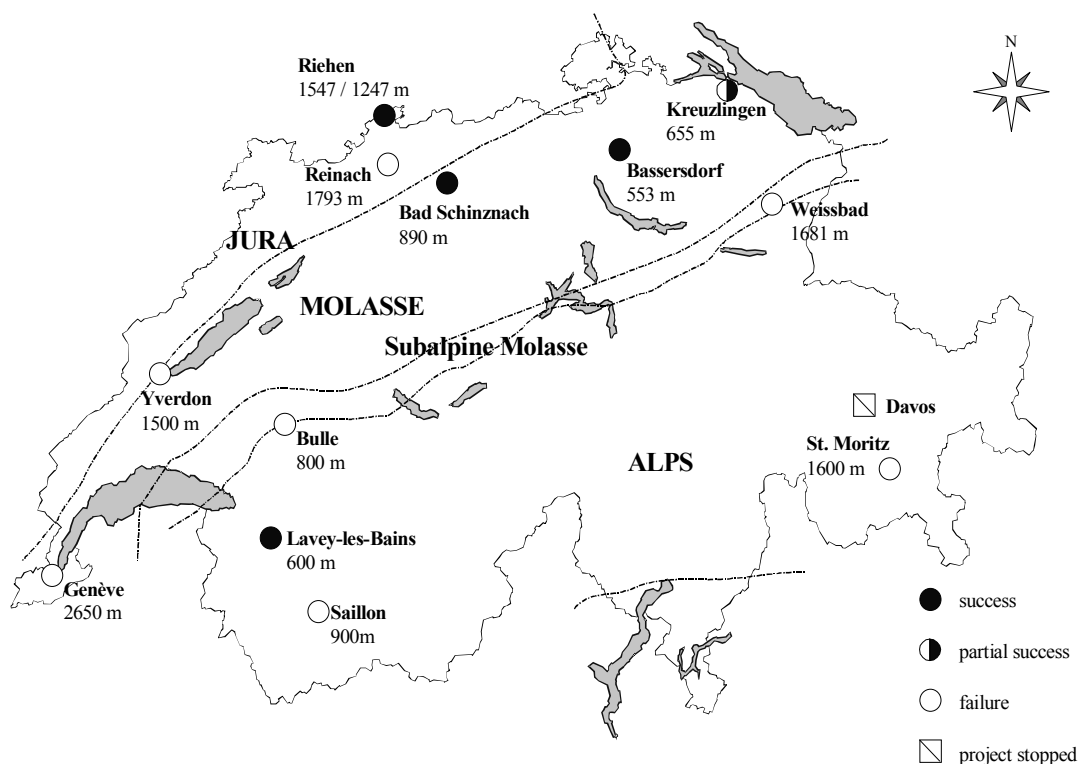 N
Riehen
1547 / 1247 m
Kreuzlingen
655 m
Reinach
1793 m
Bassersdorf
553 m
Bad Schinznach
890 m
Weissbad
1681 m
JURA
MOLASSE
Subalpine Molasse
Yverdon
1500 m
Davos
Bulle
800 m
St. Moritz
1600 m
ALPS
Lavey-les-Bains
600 m
Genève
2650 m
Saillon
900m
success
partial success
failure
project stopped